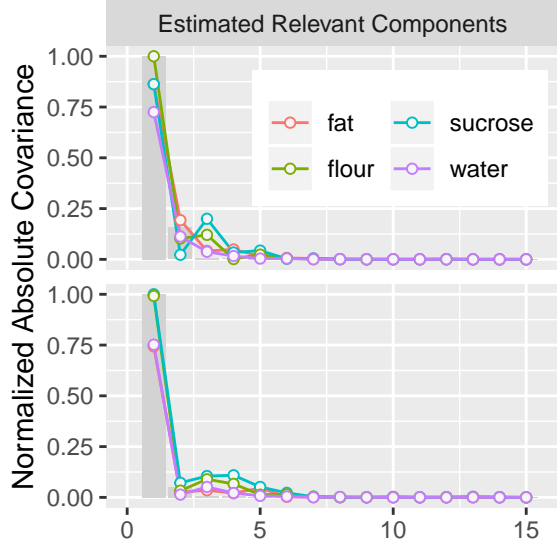 Estimated Relevant Components
Normalized Absolute Covariance
1.00
0.75
0.50
0.25
0.00
fat
sucrose
flour
water
1.00
0.75
0.50
0.25
0.00
0
5
10
15